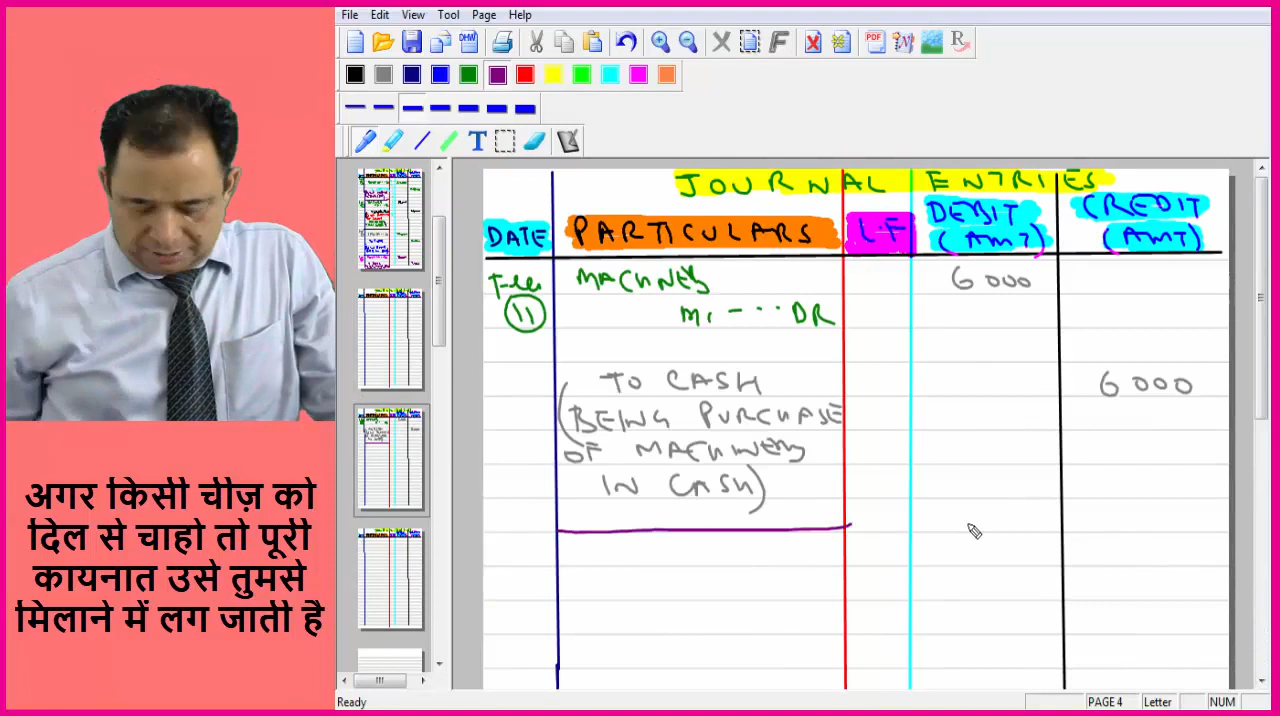 File Edit View Tool Page Help
JOURNAL ENTRIES
DATE PARTICULARS L.F DEBIT (AMT) CREDIT (AMT)
MACHINERY 6000
11 DR
TO CASH 6000
(BEING PURCHASE
OF MACHINERY
IN CASH)
अगर किसी चीज़ को
दिल से चाहो तो पूरी
कायनात उसे तुमसे
मिलाने में लग जाती है
Ready PAGE 4 Letter NUM